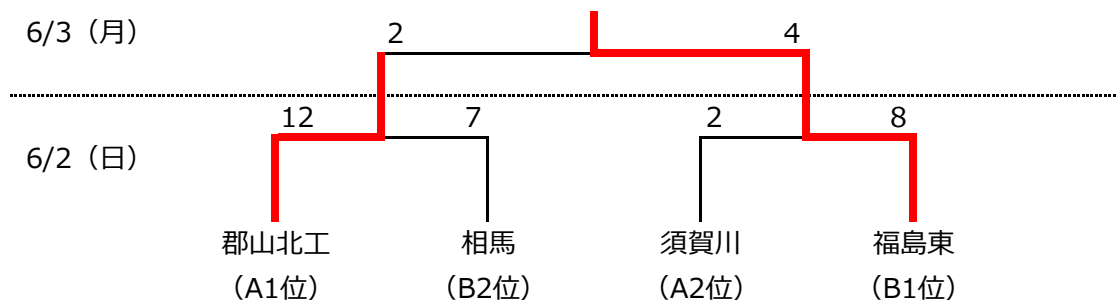 6/3（月）
2 4
12 7 2 8
6/2（日）
郡山北工 相馬 須賀川 福島東
（A1位） （B2位） （A2位） （B1位）